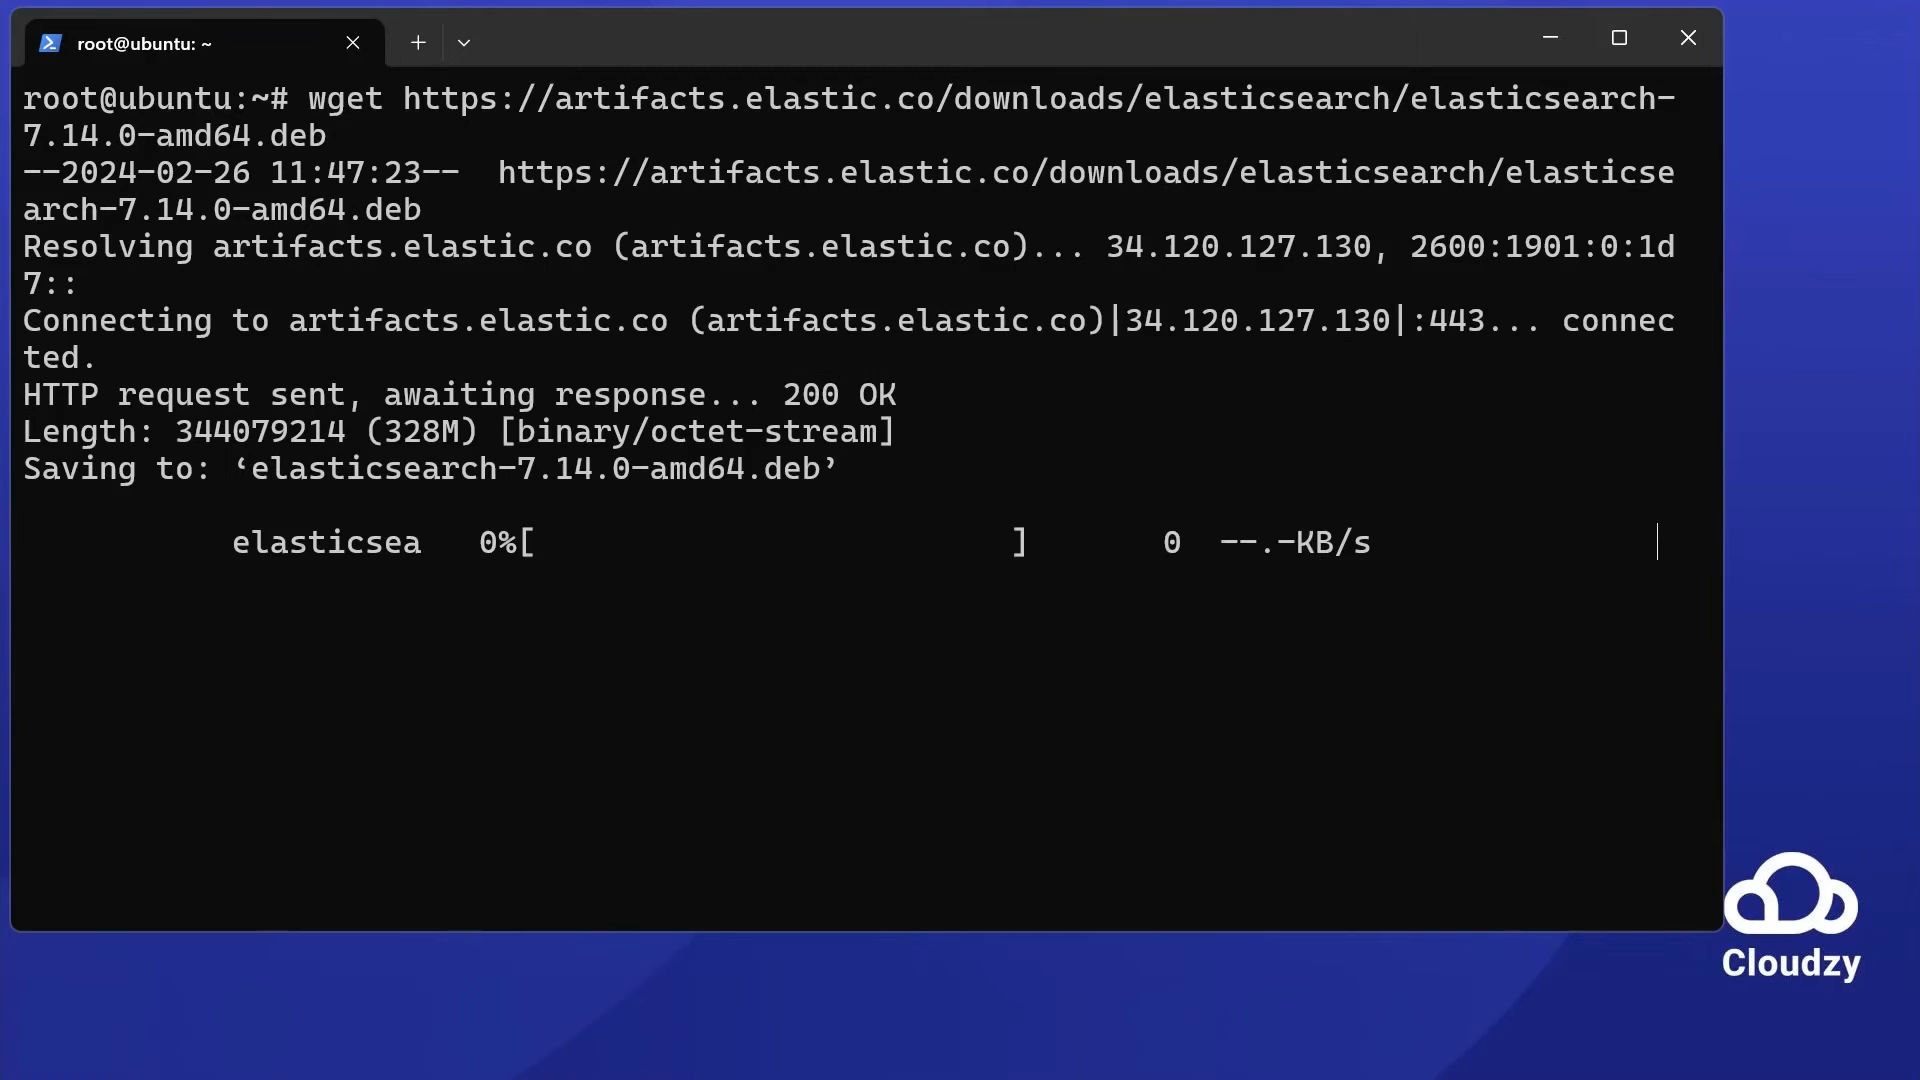 root@ubuntu: ~
root@ubuntu:~# wget https://artifacts.elastic.co/downloads/elasticsearch/elasticsearch-
7.14.0-amd64.deb
--2024-02-26 11:47:23--  https://artifacts.elastic.co/downloads/elasticsearch/elasticse
arch-7.14.0-amd64.deb
Resolving artifacts.elastic.co (artifacts.elastic.co)... 34.120.127.130, 2600:1901:0:1d
7::
Connecting to artifacts.elastic.co (artifacts.elastic.co)|34.120.127.130|:443... connec
ted.
HTTP request sent, awaiting response... 200 OK
Length: 344079214 (328M) [binary/octet-stream]
Saving to: ‘elasticsearch-7.14.0-amd64.deb’
elasticsea   0%[                         ]       0  --.-KB/s
Cloudzy